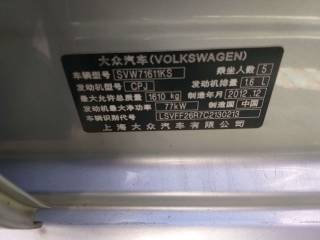 大众汽车(VOLKSWAGEN)
车辆型号 SVW71611KS 乘坐人数 5
发动机型号 CPJ 发动机排量 1.6 L
最大允许总质量 1610 kg 制造年月 2012.12
发动机最大净功率 77kW 制造国 中国
车辆识别代号 LSVFF26R7C2130213
上海大众汽车有限公司